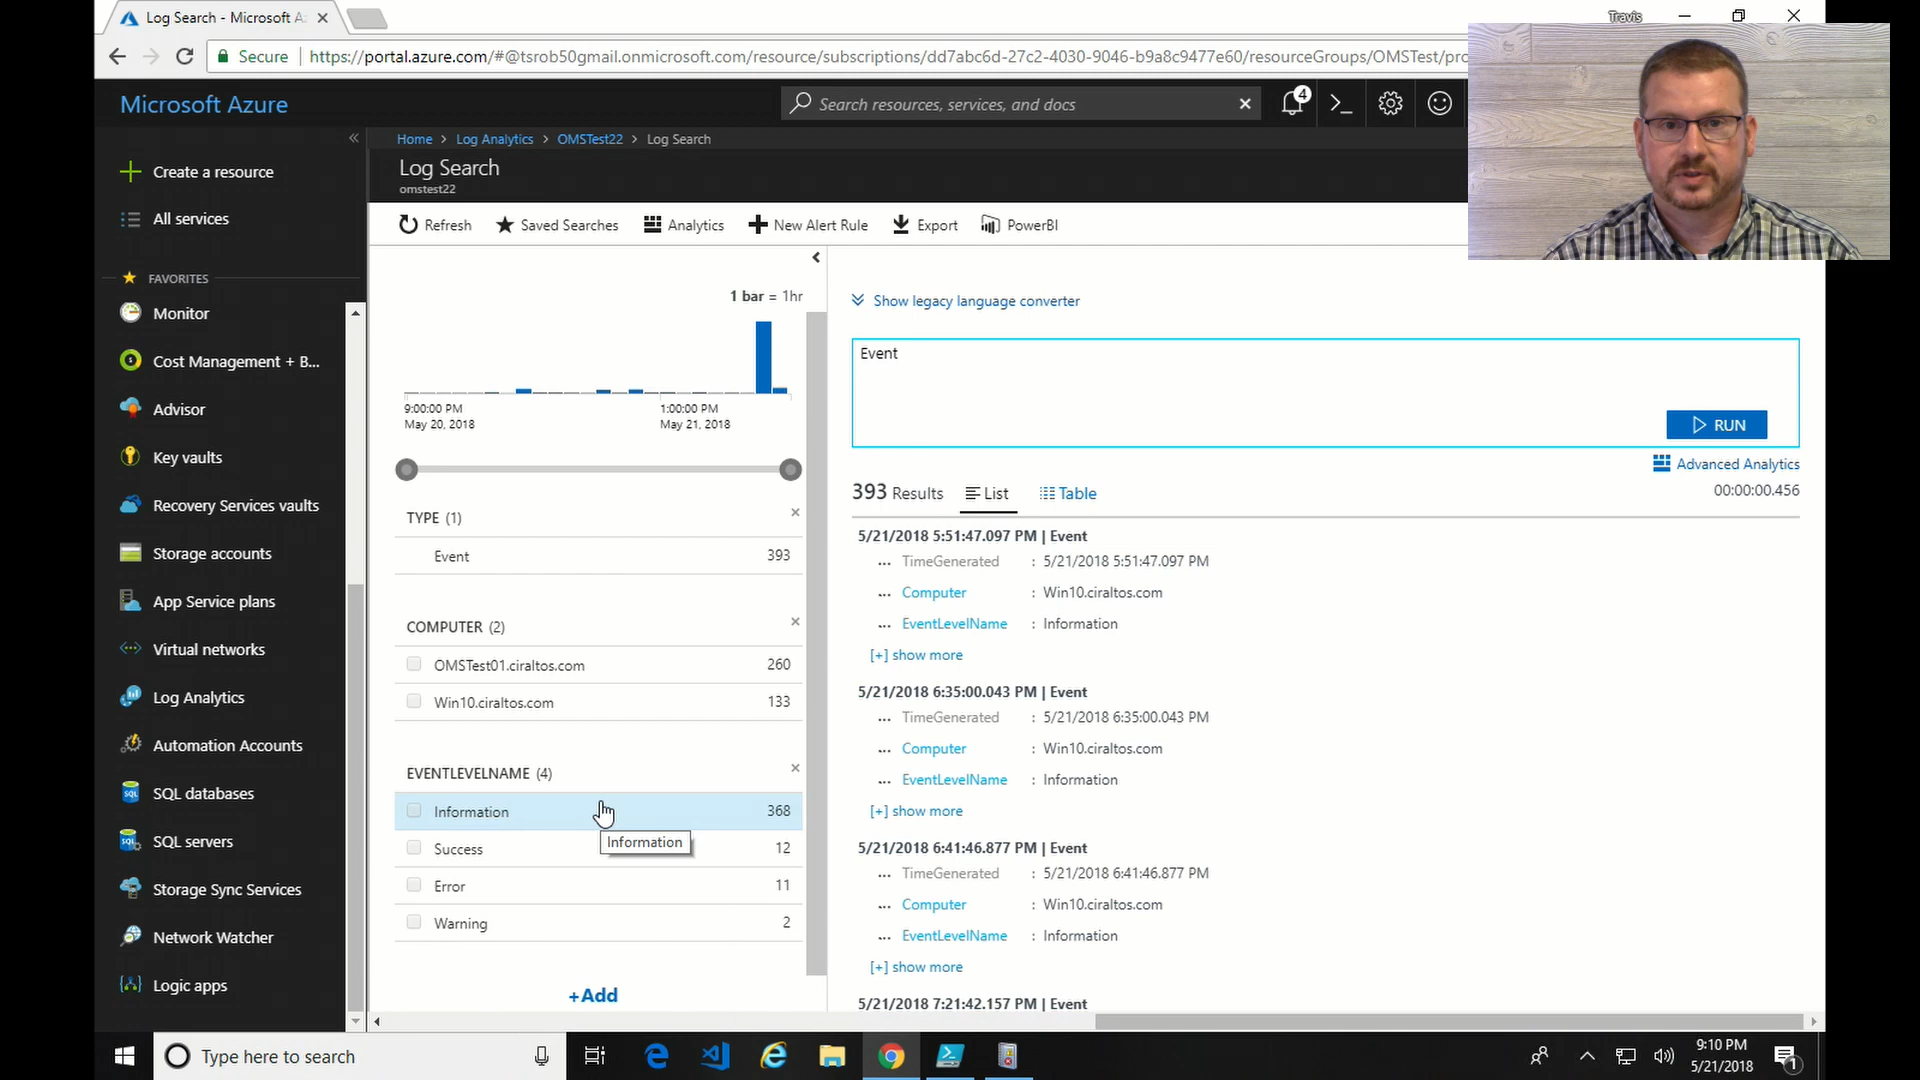 Log Search - Microsoft A
Travis
Secure
https://portal.azure.com/#@tsrob50gmail.onmicrosoft.com/resource/subscriptions/dd7abc6d-27c2-4030-9046-b9a8c9477e60/resourceGroups/OMSTest/pro
Microsoft Azure
Search resources, services, and docs
4
Home > Log Analytics > OMSTest22 > Log Search
Log Search
omstest22
Refresh
Saved Searches
Analytics
New Alert Rule
Export
PowerBI
Create a resource
All services
FAVORITES
Monitor
Cost Management + B...
Advisor
Key vaults
Recovery Services vaults
Storage accounts
App Service plans
Virtual networks
Log Analytics
Automation Accounts
SQL databases
SQL servers
Storage Sync Services
Network Watcher
Logic apps
1 bar = 1hr
9:00:00 PM
May 20, 2018
1:00:00 PM
May 21, 2018
TYPE (1)
Event 393
COMPUTER (2)
OMSTest01.ciraltos.com 260
Win10.ciraltos.com 133
EVENTLEVELNAME (4)
Information 368
Information
Success 12
Error 11
Warning 2
+Add
Show legacy language converter
Event
RUN
Advanced Analytics
393 Results
List
Table
00:00:00.456
5/21/2018 5:51:47.097 PM | Event
... TimeGenerated : 5/21/2018 5:51:47.097 PM
... Computer : Win10.ciraltos.com
... EventLevelName : Information
[+] show more
5/21/2018 6:35:00.043 PM | Event
... TimeGenerated : 5/21/2018 6:35:00.043 PM
... Computer : Win10.ciraltos.com
... EventLevelName : Information
[+] show more
5/21/2018 6:41:46.877 PM | Event
... TimeGenerated : 5/21/2018 6:41:46.877 PM
... Computer : Win10.ciraltos.com
... EventLevelName : Information
[+] show more
5/21/2018 7:21:42.157 PM | Event
Type here to search
9:10 PM
5/21/2018
1